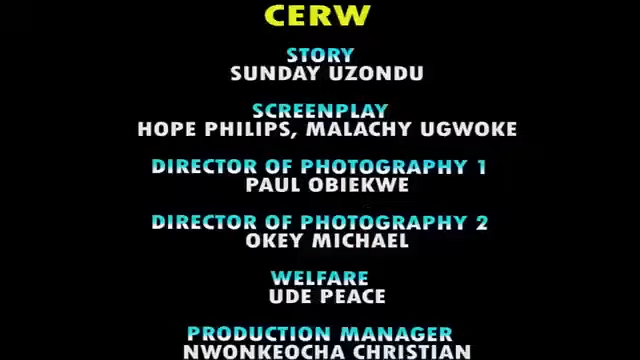 CERW
STORY
SUNDAY UZONDU
SCREENPLAY
HOPE PHILIPS, MALACHY UGWOKE
DIRECTOR OF PHOTOGRAPHY 1
PAUL OBIEKWE
DIRECTOR OF PHOTOGRAPHY 2
OKEY MICHAEL
WELFARE
UDE PEACE
PRODUCTION MANAGER
NWONKEOCHA CHRISTIAN